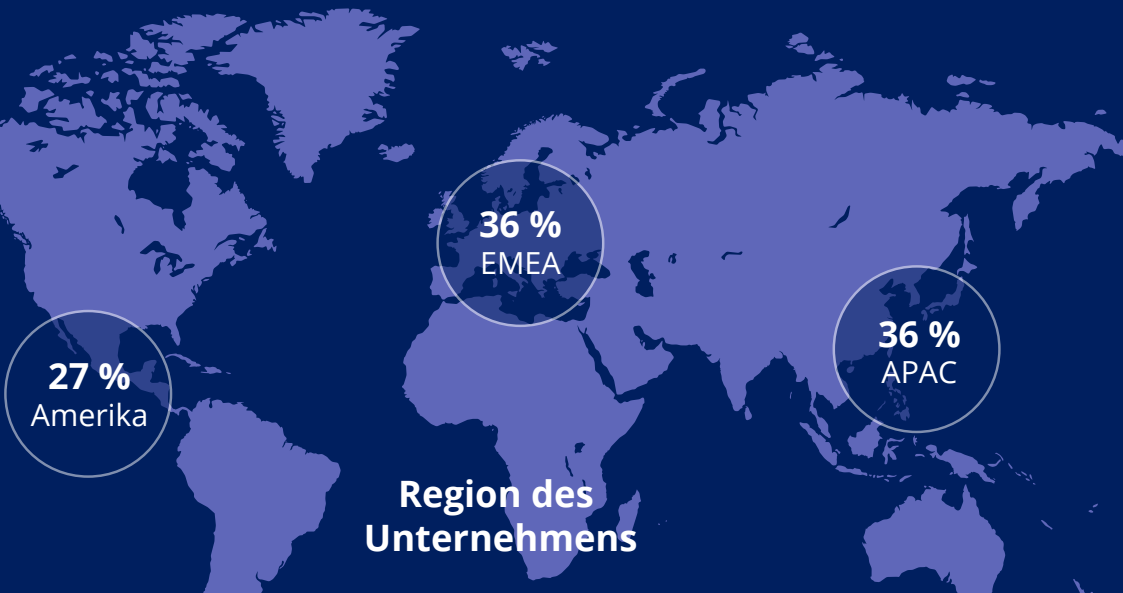 36 %
EMEA
36 %
APAC
27 %
Amerika
Region des
Unternehmens